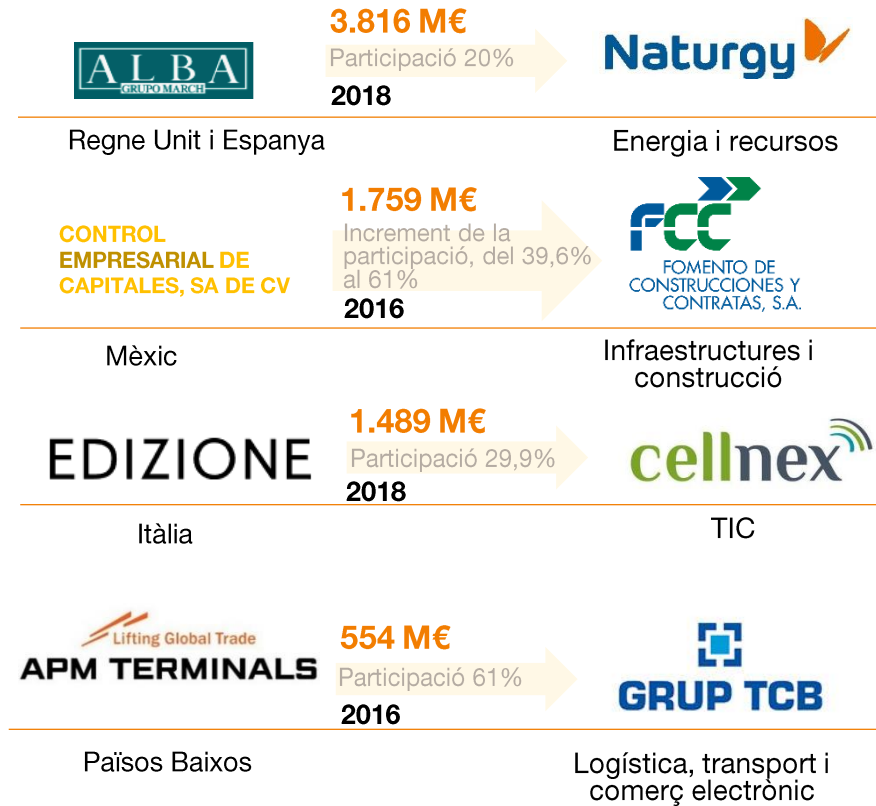 3.816 M€
ALBA
GRUPO MARCH
Participació 20%
Naturgy
2018
Regne Unit i Espanya
Energia i recursos
1.759 M€
CONTROL
EMPRESARIAL DE
CAPITALES, SA DE CV
Increment de la
participació, del 39,6%
al 61%
2016
FCC
FOMENTO DE
CONSTRUCCIONES Y
CONTRATAS, S.A.
Mèxic
Infraestructures i
construcció
1.489 M€
EDIZIONE
Participació 29,9%
cellnex
2018
Itàlia
TIC
Lifting Global Trade
APM TERMINALS
554 M€
Participació 61%
2016
GRUP TCB
Països Baixos
Logística, transport i
comerç electrònic